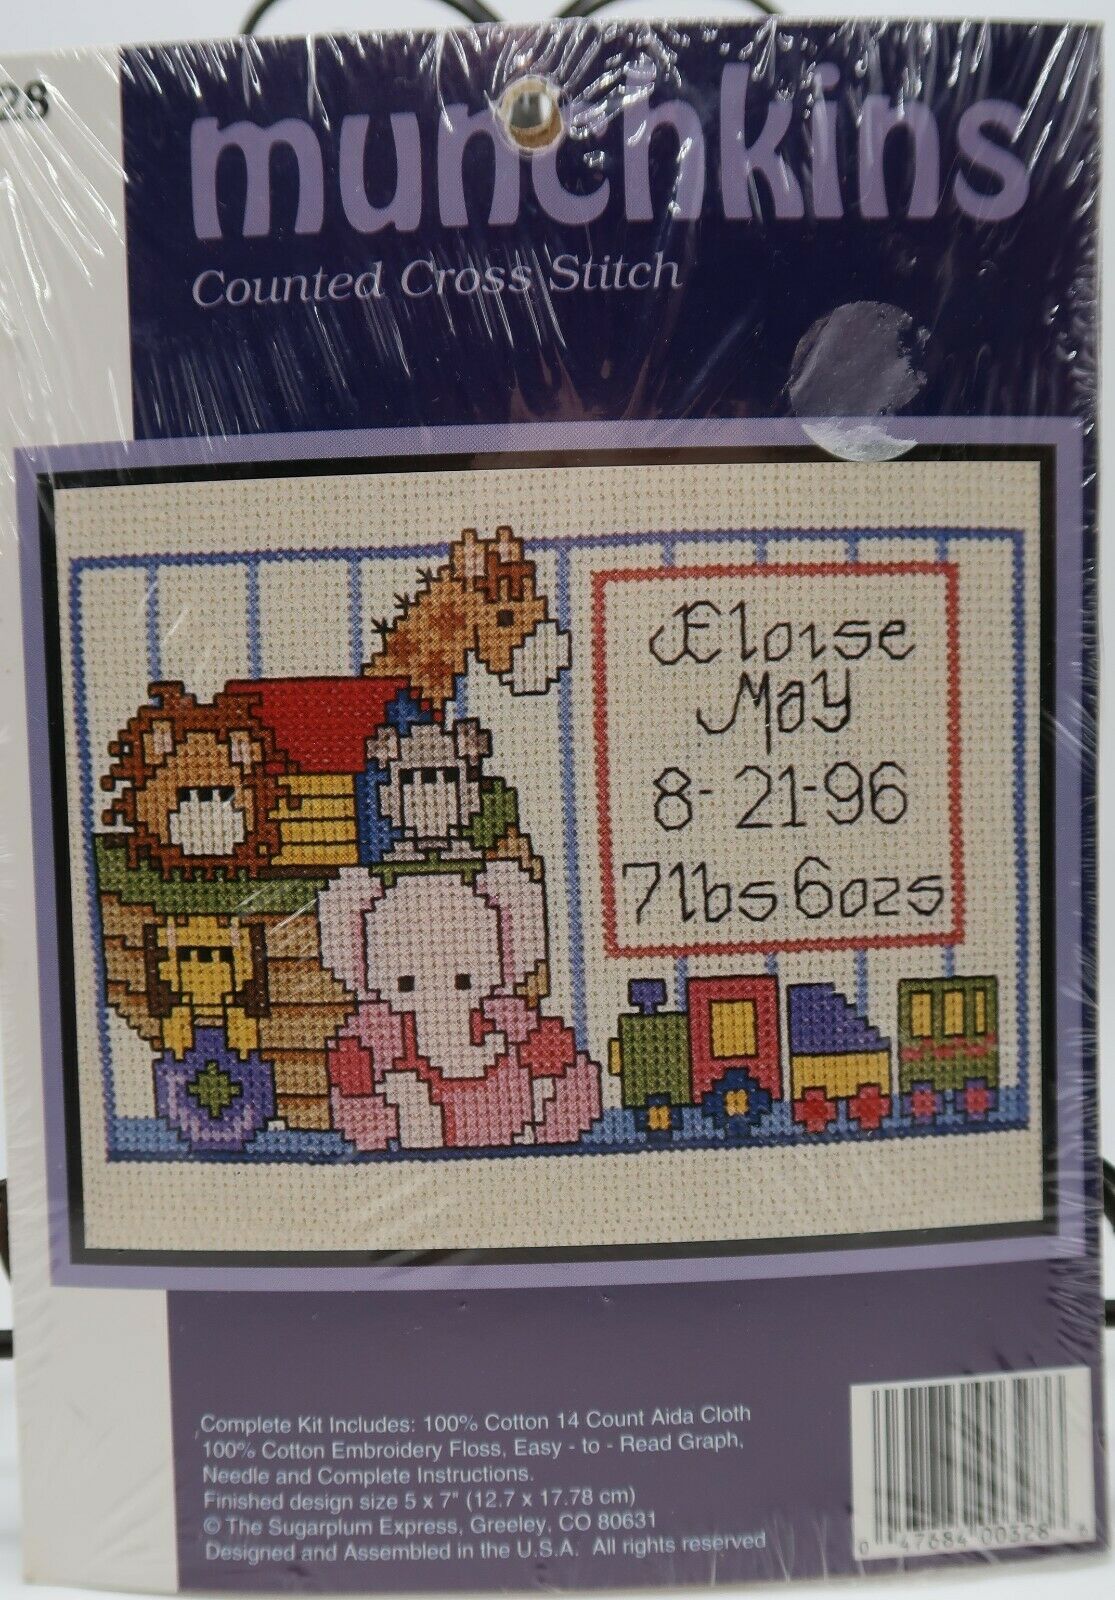 28
munchkins
Counted Cross Stitch
Eloise
May
8-21-96
7lbs 6ozs
Complete Kit Includes: 100% Cotton 14 Count Aida Cloth
100% Cotton Embroidery Floss, Easy - to - Read Graph,
Needle and Complete Instructions.
Finished design size 5 x 7" (12.7 x 17.78 cm)
© The Sugarplum Express, Greeley, CO 80631
Designed and Assembled in the U.S.A. All rights reserved
0 47684 00328